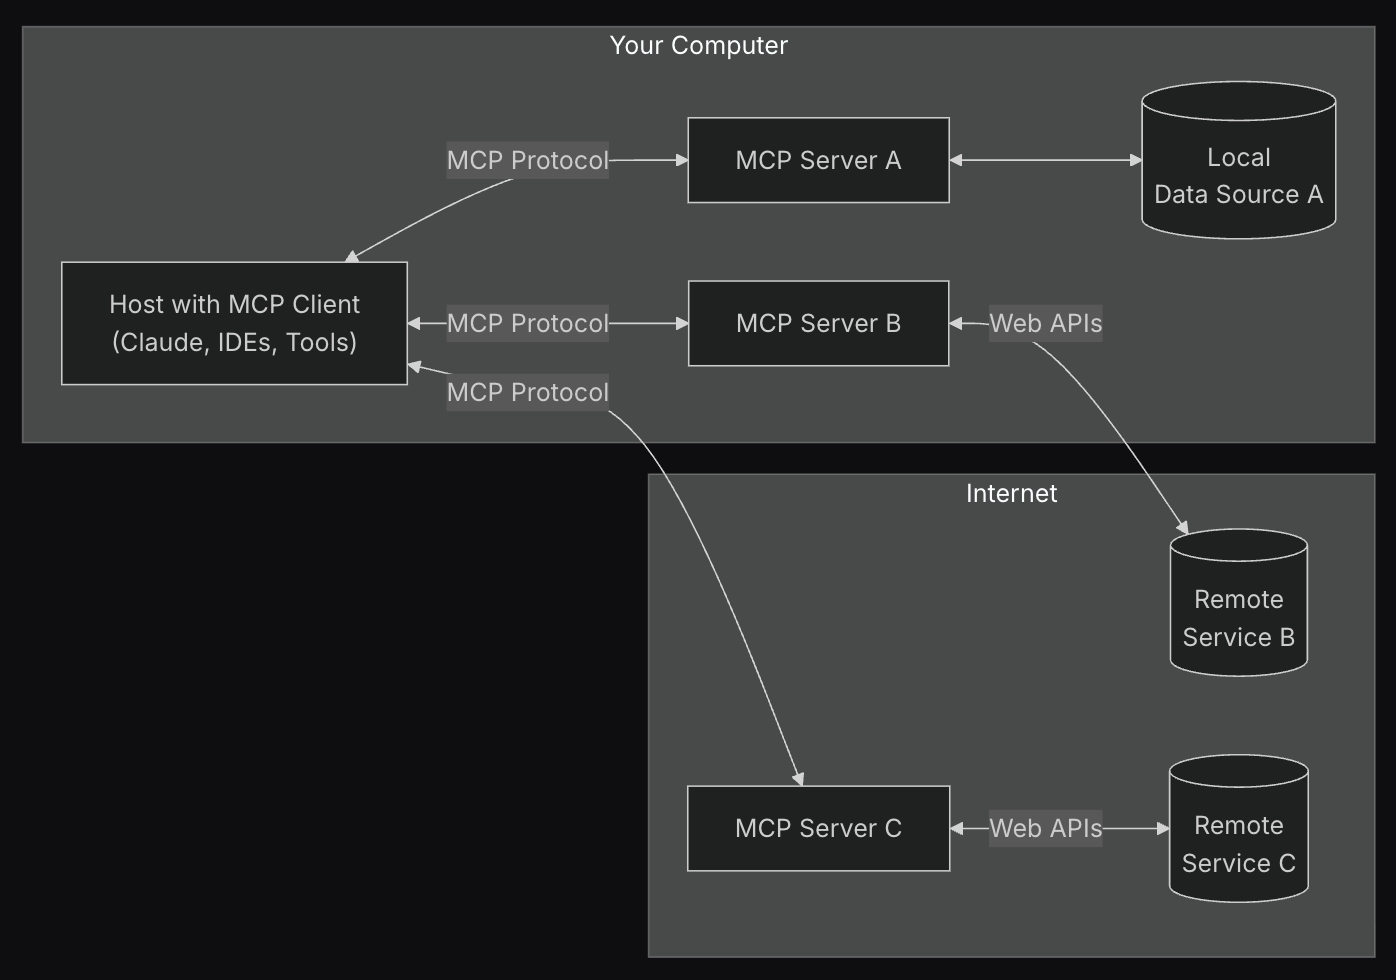 Your Computer
MCP Protocol
MCP Server A
Local
Data Source A
Host with MCP Client
(Claude, IDEs, Tools)
MCP Protocol
MCP Server B
Web APIs
MCP Protocol
Internet
Remote
Service B
MCP Server C
Web APIs
Remote
Service C